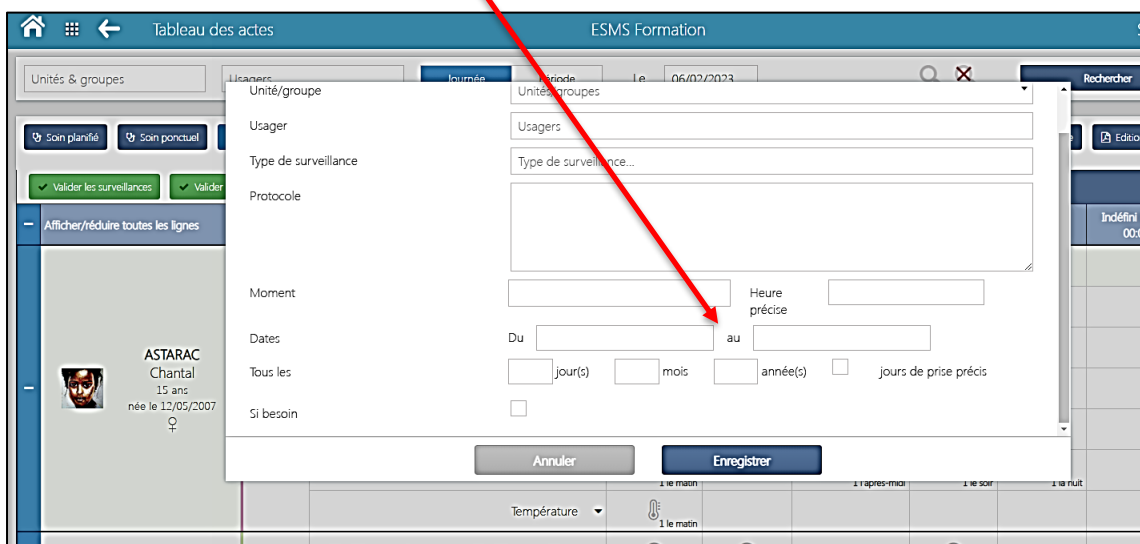 Tableau des actes
ESMS Formation
Unités & groupes
Usagers
Journée
Période
Le
06/02/2023
Rechercher
Unité/groupe
Unités/groupes
Usager
Usagers
Type de surveillance
Type de surveillance...
Protocole
Moment
Heure
précise
Dates
Du
au
Tous les
jour(s)
mois
année(s)
jours de prise précis
Si besoin
Annuler
Enregistrer
Soin planifié
Soin ponctuel
Valider les surveillances
Valider
Afficher/réduire toutes les lignes
Indéfini
ASTARAC
Chantal
15 ans
née le 12/05/2007
1 le matin
1 l'après-midi
1 le soir
1 la nuit
Température
1 le matin